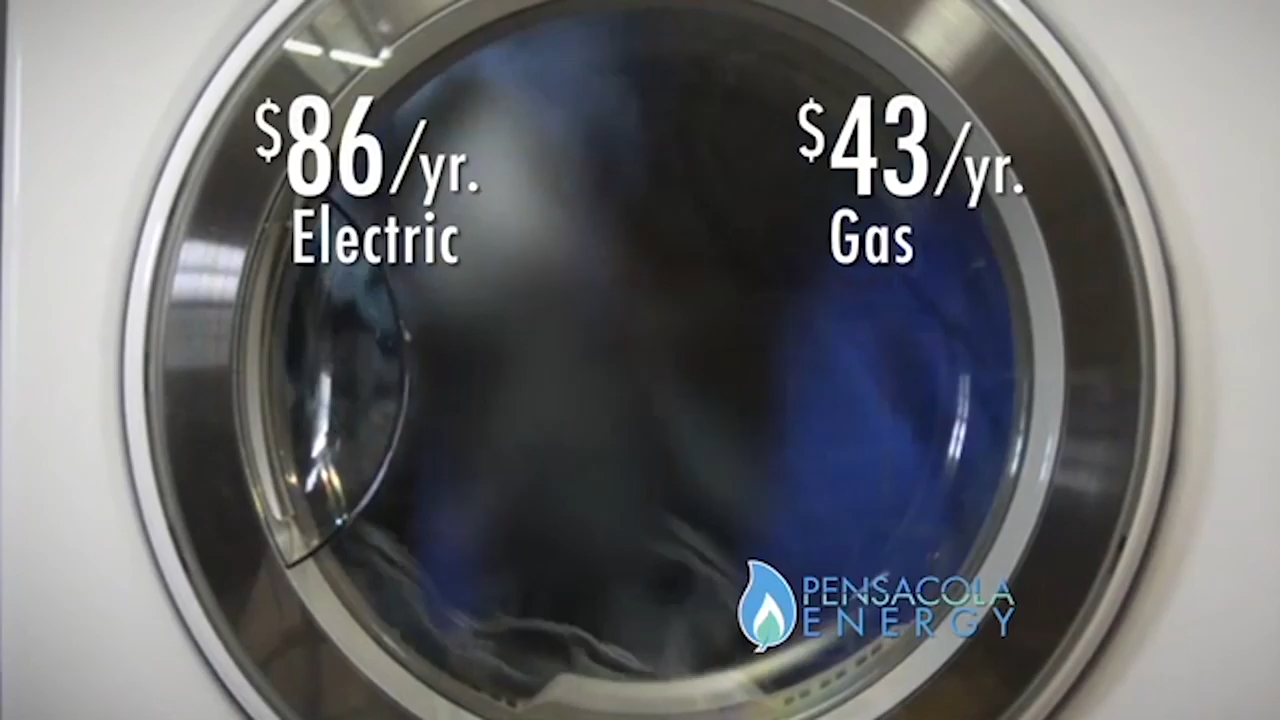 $86/yr.
Electric
$43/yr.
Gas
PENSACOLA
ENERGY